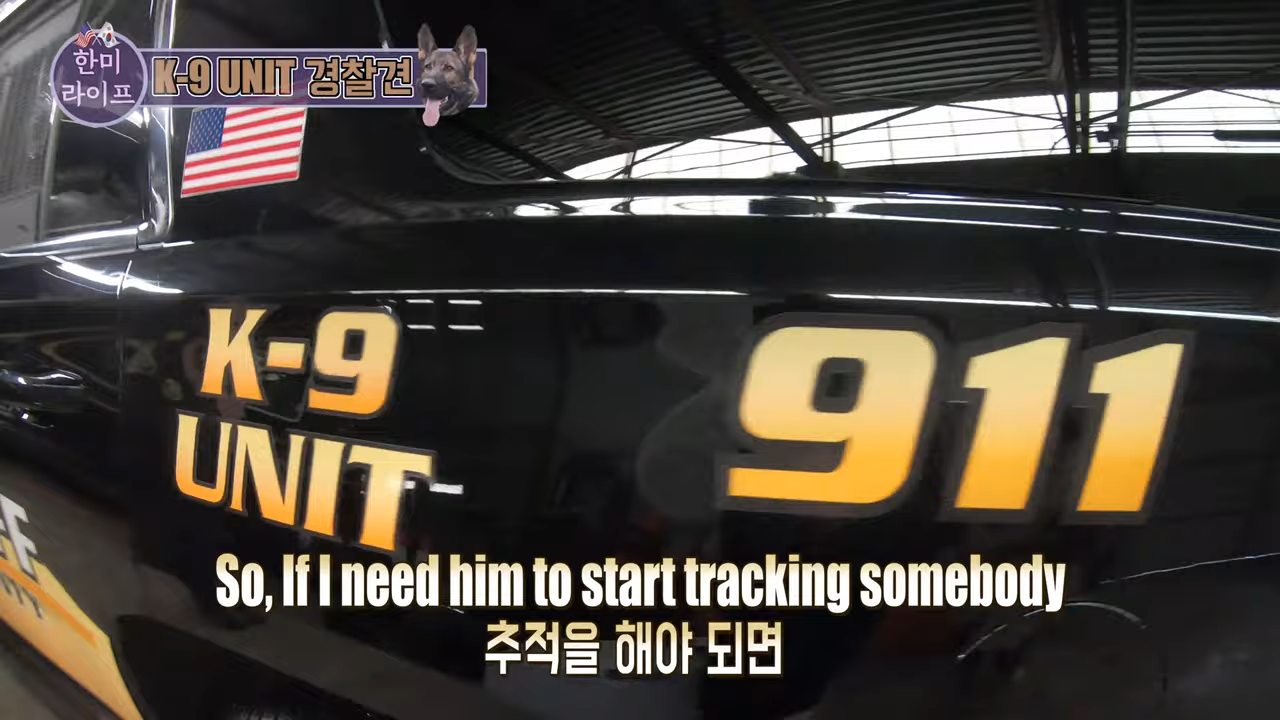 한미
라이프
K-9 UNIT 경찰견
K-9
UNIT
911
So, If I need him to start tracking somebody
추적을 해야 되면